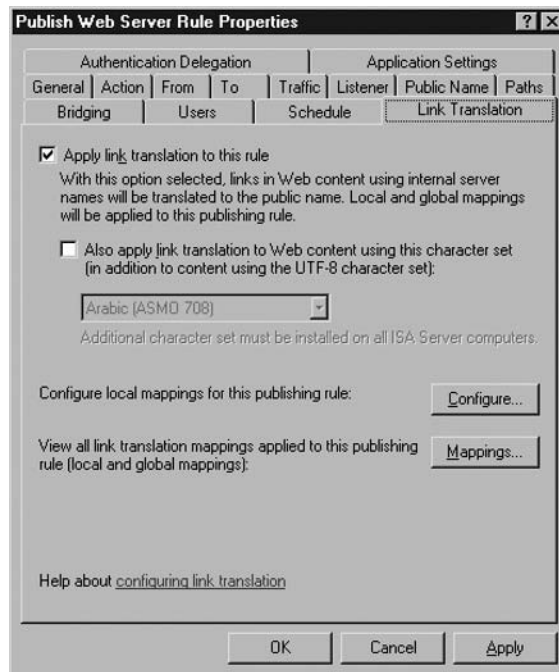 Publish Web Server Rule Properties
Authentication Delegation Application Settings
General Action From To Traffic Listener Public Name Paths
Bridging Users Schedule Link Translation
Apply link translation to this rule
With this option selected, links in Web content using internal server
names will be translated to the public name. Local and global mappings
will be applied to this publishing rule.
Also apply link translation to Web content using this character set
(in addition to content using the UTF-8 character set):
Arabic (ASMO 708)
Additional character set must be installed on all ISA Server computers.
Configure local mappings for this publishing rule: Configure...
View all link translation mappings applied to this publishing
rule (local and global mappings): Mappings...
Help about configuring link translation
OK Cancel Apply